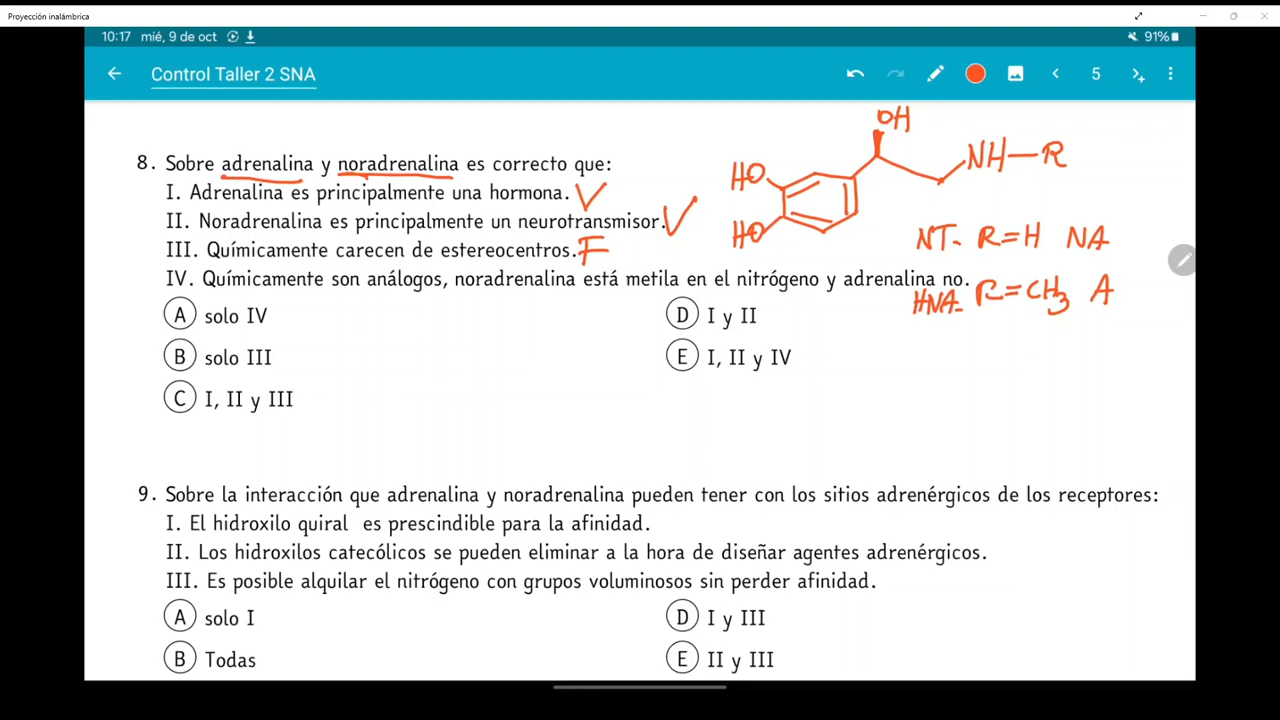 Proyección inalámbrica
10:17 mié, 9 de oct 91%
Control Taller 2 SNA 5
8. Sobre adrenalina y noradrenalina es correcto que:
I. Adrenalina es principalmente una hormona. V
II. Noradrenalina es principalmente un neurotransmisor. V
III. Químicamente carecen de estereocentros. F
IV. Químicamente son análogos, noradrenalina está metila en el nitrógeno y adrenalina no.
OH
HO
HO
NH-R
NT- R=H NA
HNA- R=CH3 A
A solo IV
B solo III
C I, II y III
D I y II
E I, II y IV
9. Sobre la interacción que adrenalina y noradrenalina pueden tener con los sitios adrenérgicos de los receptores:
I. El hidroxilo quiral es prescindible para la afinidad.
II. Los hidroxilos catecólicos se pueden eliminar a la hora de diseñar agentes adrenérgicos.
III. Es posible alquilar el nitrógeno con grupos voluminosos sin perder afinidad.
A solo I
B Todas
D I y III
E II y III